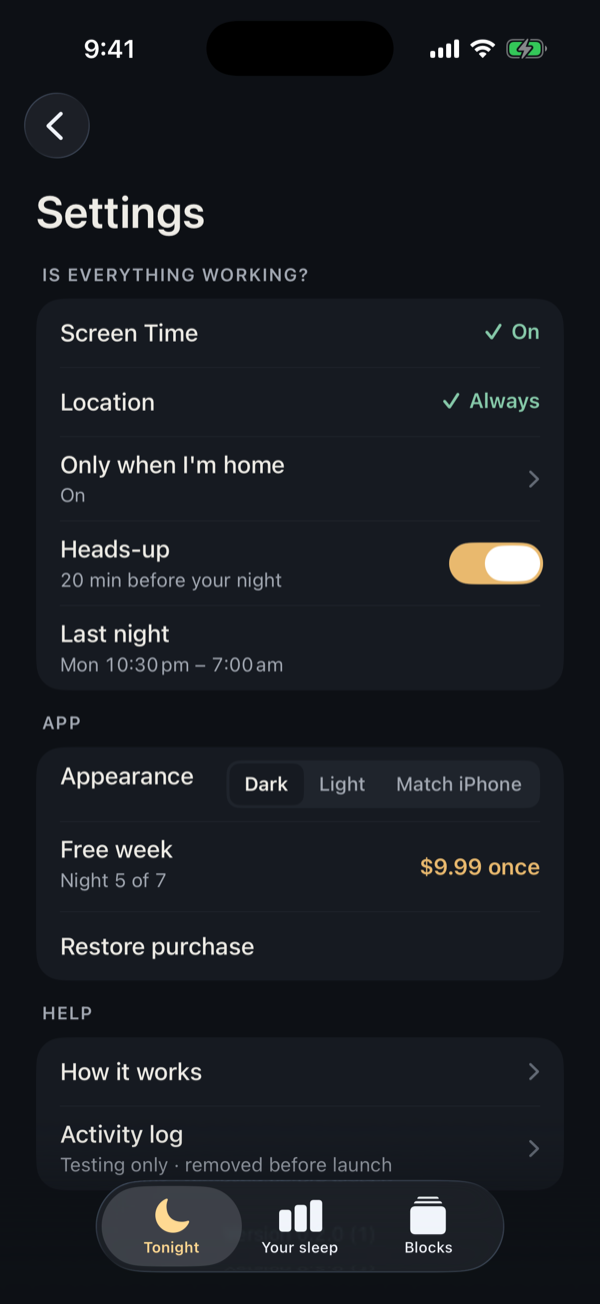 9:41
Settings
IS EVERYTHING WORKING?
Screen Time
✓ On
Location
✓ Always
Only when I'm home
On
Heads-up
20 min before your night
Last night
Mon 10:30 pm – 7:00 am
APP
Appearance
Dark
Light
Match iPhone
Free week
Night 5 of 7
$9.99 once
Restore purchase
HELP
How it works
Activity log
Testing only · removed before launch
Tonight
Your sleep
Blocks